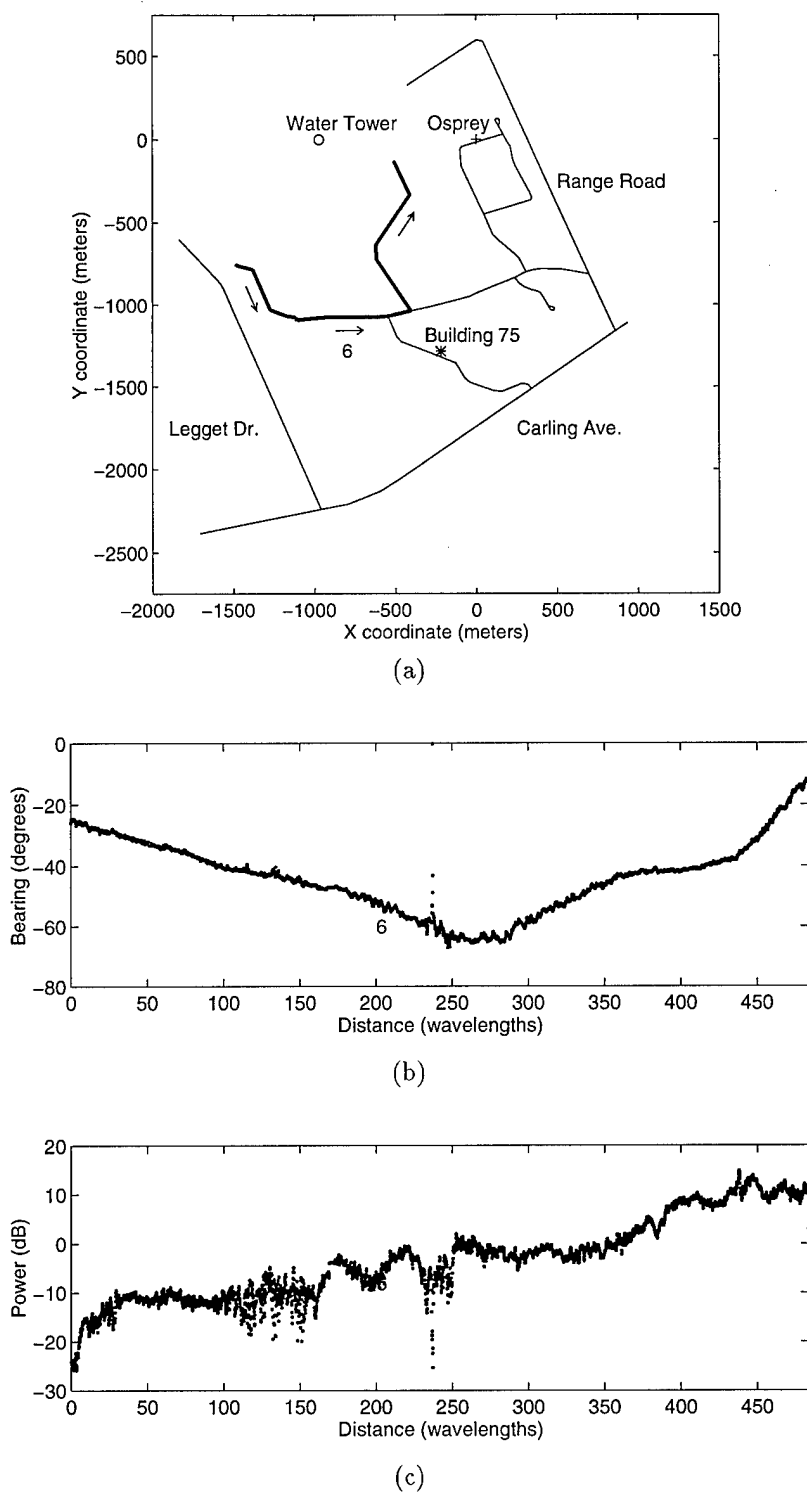 500
0
−500
−1000
−1500
−2000
−2500
Y coordinate (meters)
Water Tower
Osprey
Range Road
Building 75
6
Legget Dr.
Carling Ave.
−2000 −1500 −1000 −500 0 500 1000 1500
X coordinate (meters)
(a)
0
−20
−40
−60
−80
Bearing (degrees)
6
0 50 100 150 200 250 300 350 400 450
Distance (wavelengths)
(b)
20
10
0
−10
−20
−30
Power (dB)
6
0 50 100 150 200 250 300 350 400 450
Distance (wavelengths)
(c)